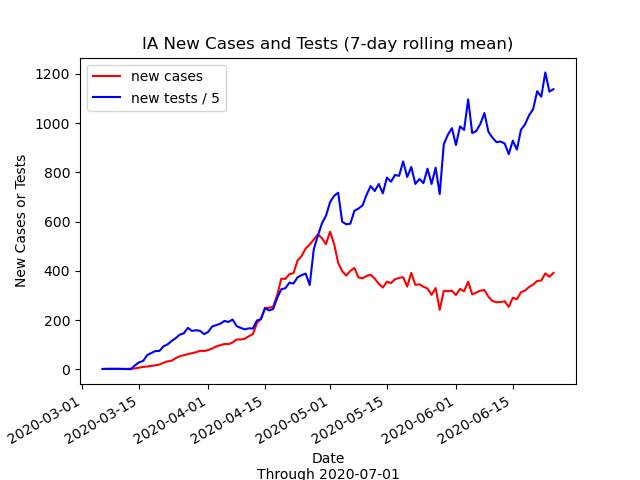 IA New Cases and Tests (7-day rolling mean)
new cases
new tests / 5
New Cases or Tests
1200
1000
800
600
400
200
0
2020-03-01
2020-03-15
2020-04-01
2020-04-15
2020-05-01
2020-05-15
2020-06-01
2020-06-15
Date
Through 2020-07-01